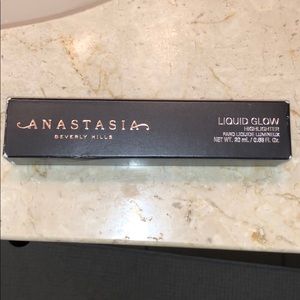 ANASTASIA
BEVERLY HILLS
LIQUID GLOW
HIGHLIGHTER
FARD LIQUIDE LUMINEUX
NET WT. 20 mL / 0.68 Fl. Oz.